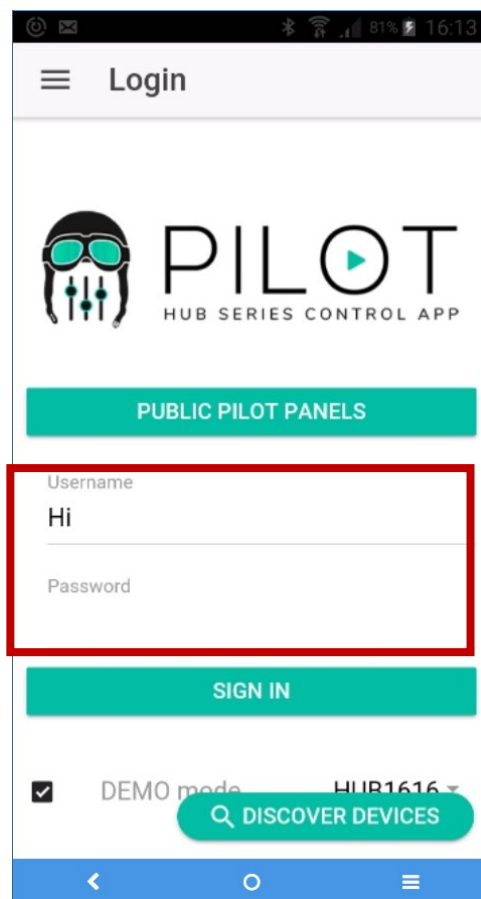 81% 16:13
Login
PILOT
HUB SERIES CONTROL APP
PUBLIC PILOT PANELS
Username
Hi
Password
SIGN IN
DEMO mode HUB1616
DISCOVER DEVICES